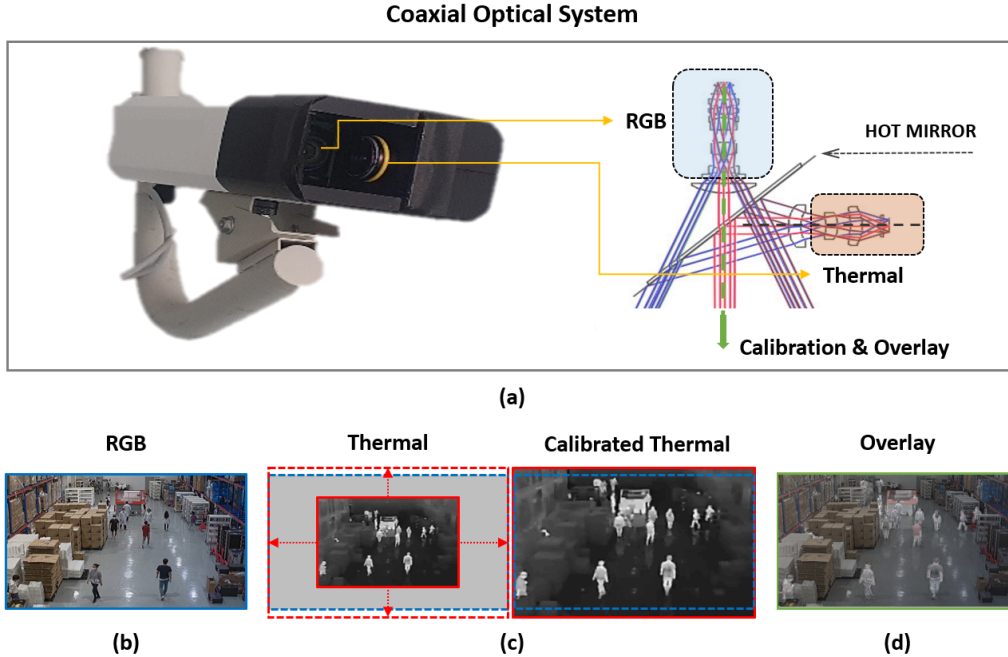 Coaxial Optical System
RGB
HOT MIRROR
Thermal
Calibration & Overlay
(a)
RGB
Thermal
Calibrated Thermal
Overlay
(b)
(c)
(d)